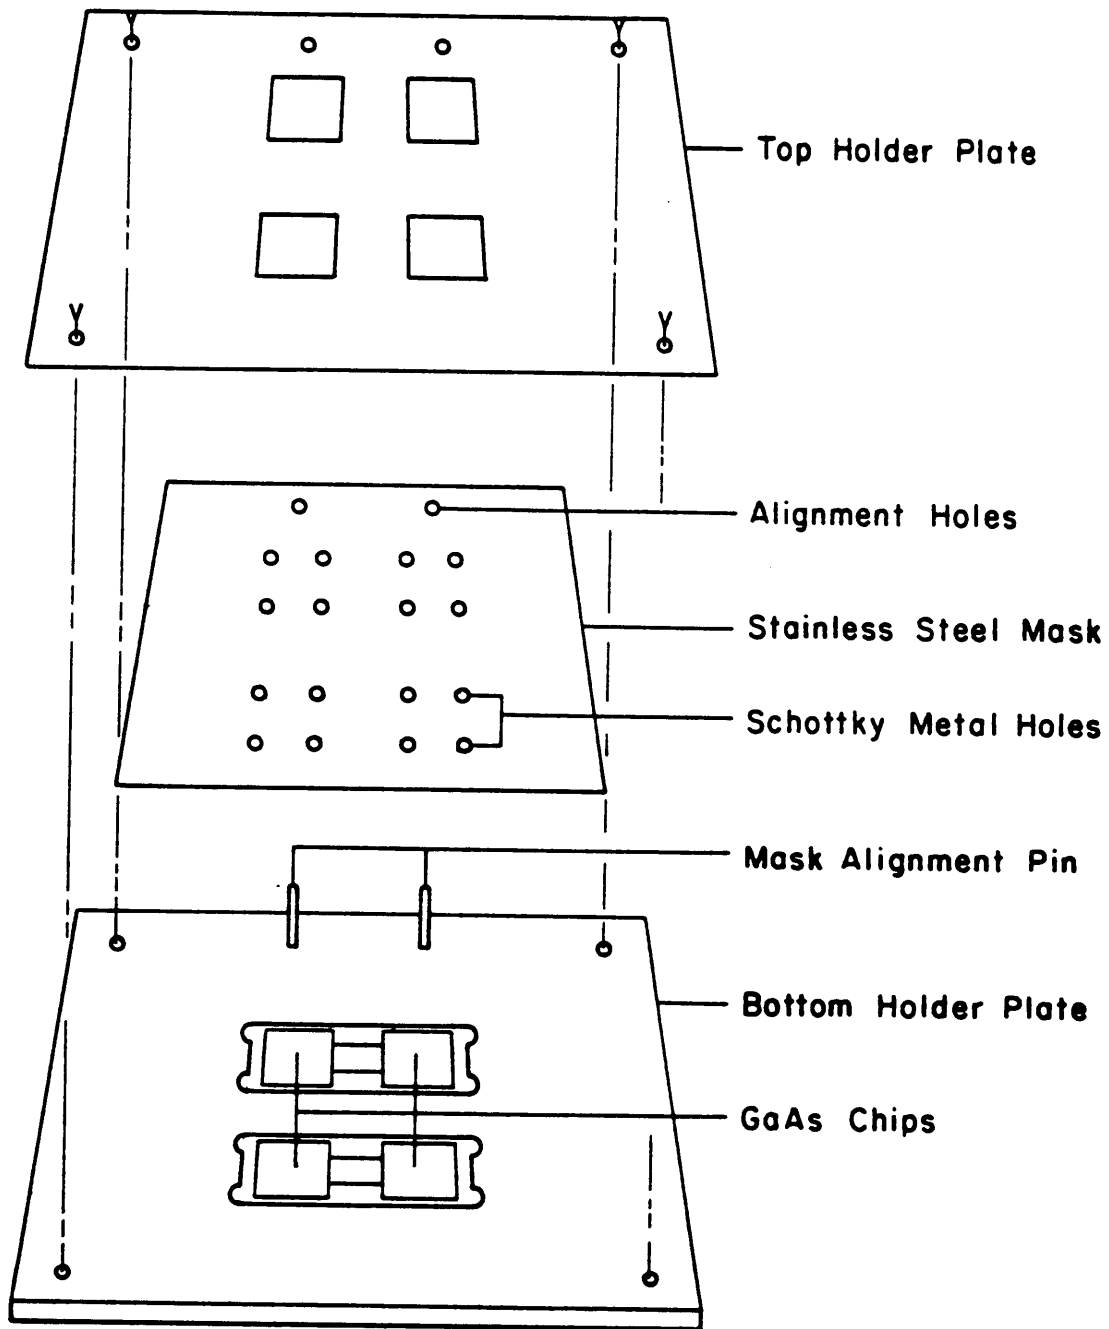 Top Holder Plate
Alignment Holes
Stainless Steel Mask
Schottky Metal Holes
Mask Alignment Pin
Bottom Holder Plate
GaAs Chips